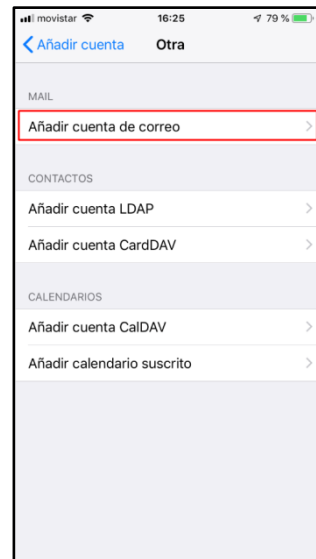 movistar 16:25 79 %
Añadir cuenta Otra
MAIL
Añadir cuenta de correo
CONTACTOS
Añadir cuenta LDAP
Añadir cuenta CardDAV
CALENDARIOS
Añadir cuenta CalDAV
Añadir calendario suscrito